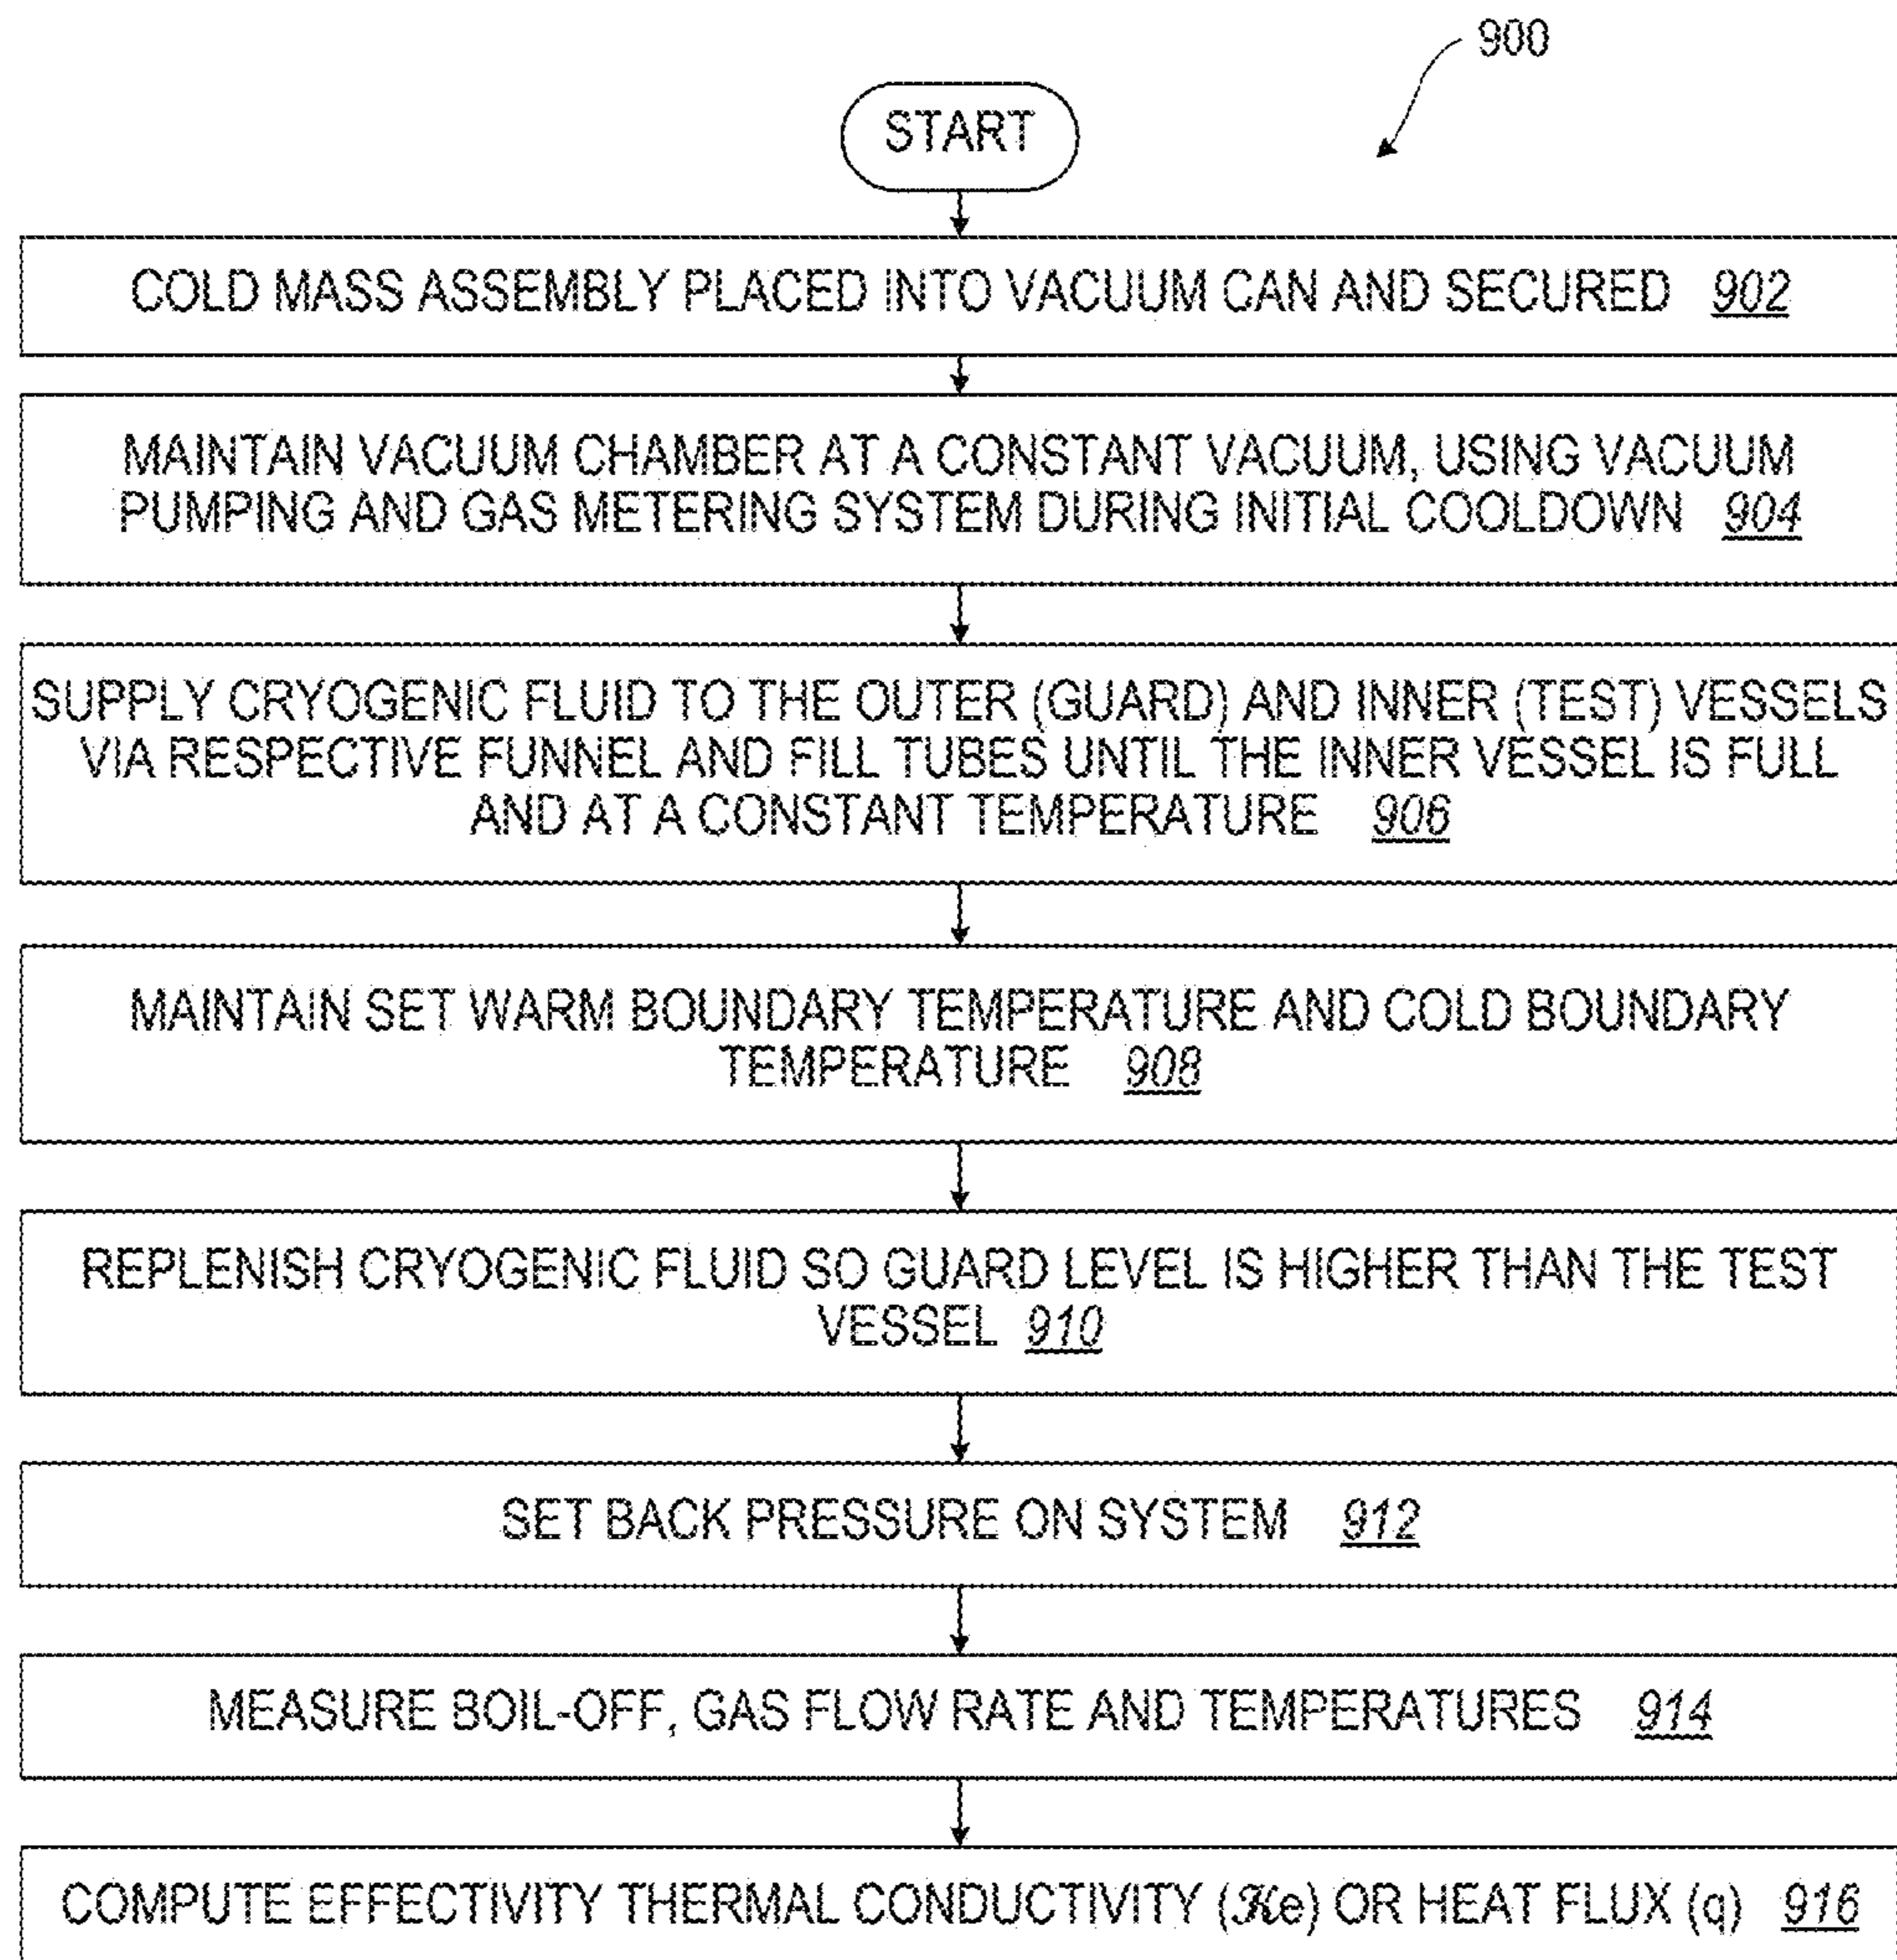 900
START
COLD MASS ASSEMBLY PLACED INTO VACUUM CAN AND SECURED 902
MAINTAIN VACUUM CHAMBER AT A CONSTANT VACUUM, USING VACUUM
PUMPING AND GAS METERING SYSTEM DURING INITIAL COOLDOWN 904
SUPPLY CRYOGENIC FLUID TO THE OUTER (GUARD) AND INNER (TEST) VESSELS
VIA RESPECTIVE FUNNEL AND FILL TUBES UNTIL THE INNER VESSEL IS FULL
AND AT A CONSTANT TEMPERATURE 906
MAINTAIN SET WARM BOUNDARY TEMPERATURE AND COLD BOUNDARY
TEMPERATURE 908
REPLENISH CRYOGENIC FLUID SO GUARD LEVEL IS HIGHER THAN THE TEST
VESSEL 910
SET BACK PRESSURE ON SYSTEM 912
MEASURE BOIL-OFF, GAS FLOW RATE AND TEMPERATURES 914
COMPUTE EFFECTIVITY THERMAL CONDUCTIVITY (𝒦e) OR HEAT FLUX (q) 916